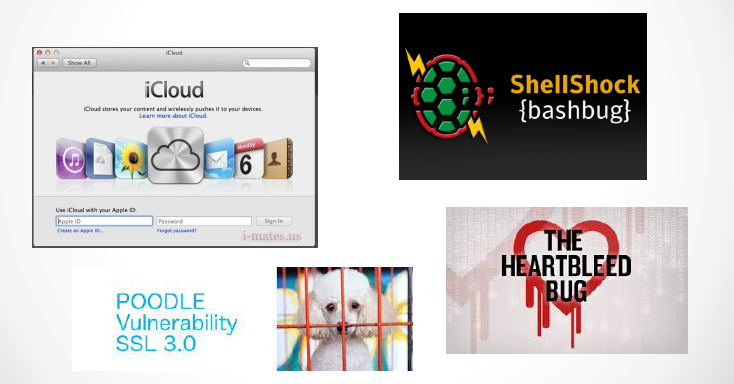 iCloud
Show All
iCloud
iCloud stores your content and wirelessly pushes it to your devices.
Learn more about iCloud.
Monday
6
Use iCloud with your Apple ID:
Apple ID
Password
Sign In
Create an Apple ID...
Forgot password?
i-mates.us
ShellShock
{bashbug}
THE
HEARTBLEED
BUG
POODLE
Vulnerability
SSL 3.0